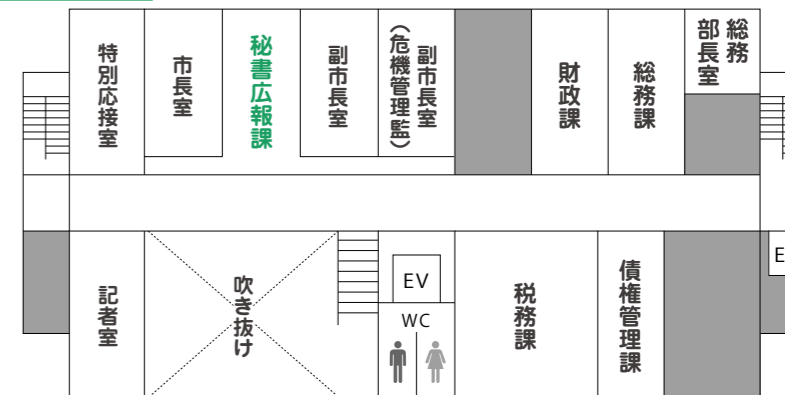 特別応接室
市長室
秘書広報課
副市長室
副市長室
(危機管理監)
財政課
総務課
総務
部長室
記者室
吹き抜け
EV
WC
税務課
債権管理課
E